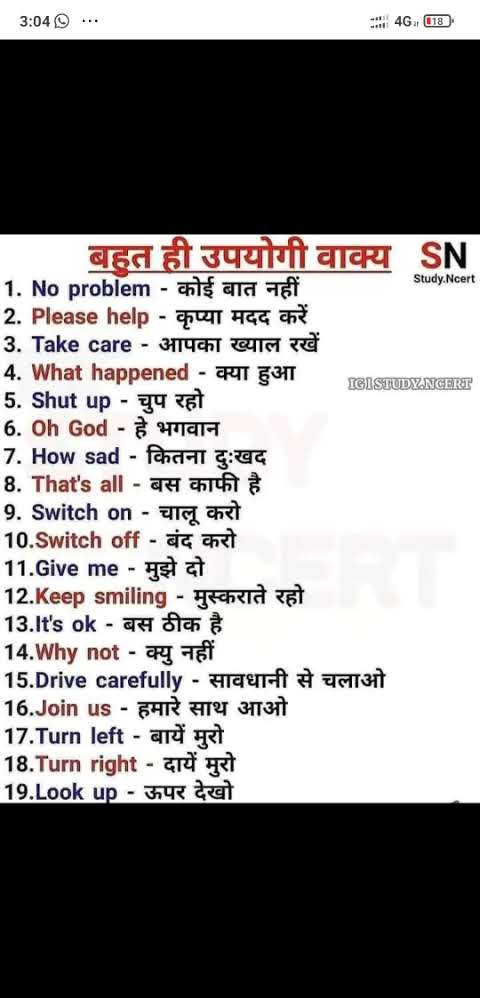 3:04 ...
4G 18
बहुत ही उपयोगी वाक्य SN
Study.Ncert
1. No problem - कोई बात नहीं
2. Please help - कृप्या मदद करें
3. Take care - आपका ख्याल रखें
4. What happened - क्या हुआ
IG1STUDY.NCERT
5. Shut up - चुप रहो
6. Oh God - हे भगवान
7. How sad - कितना दुःखद
8. That's all - बस काफी है
9. Switch on - चालू करो
10.Switch off - बंद करो
11.Give me - मुझे दो
12.Keep smiling - मुस्कराते रहो
13.It's ok - बस ठीक है
14.Why not - क्यु नहीं
15.Drive carefully - सावधानी से चलाओ
16.Join us - हमारे साथ आओ
17.Turn left - बायें मुरो
18.Turn right - दायें मुरो
19.Look up - ऊपर देखो
STUDY
NCERT